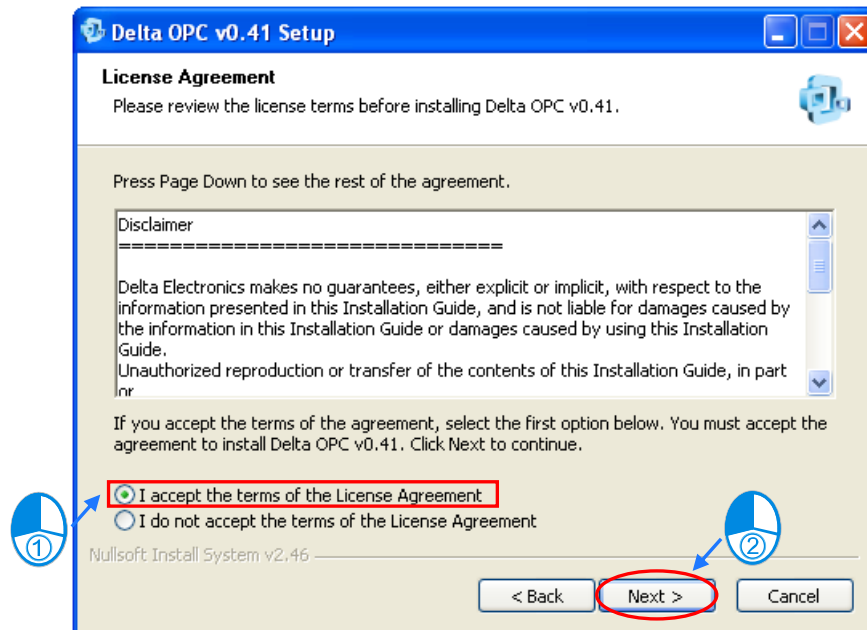 Delta OPC v0.41 Setup
License Agreement
Please review the license terms before installing Delta OPC v0.41.
Press Page Down to see the rest of the agreement.
Disclaimer
==============================
Delta Electronics makes no guarantees, either explicit or implicit, with respect to the
information presented in this Installation Guide, and is not liable for damages caused by
the information in this Installation Guide or damages caused by using this Installation
Guide.
Unauthorized reproduction or transfer of the contents of this Installation Guide, in part
or
If you accept the terms of the agreement, select the first option below. You must accept the
agreement to install Delta OPC v0.41. Click Next to continue.
I accept the terms of the License Agreement
I do not accept the terms of the License Agreement
①
②
Nullsoft Install System v2.46
< Back
Next >
Cancel